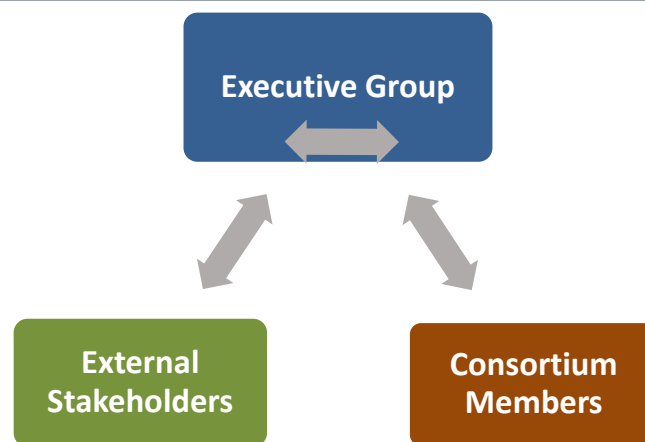 Executive Group
External
Stakeholders
Consortium
Members